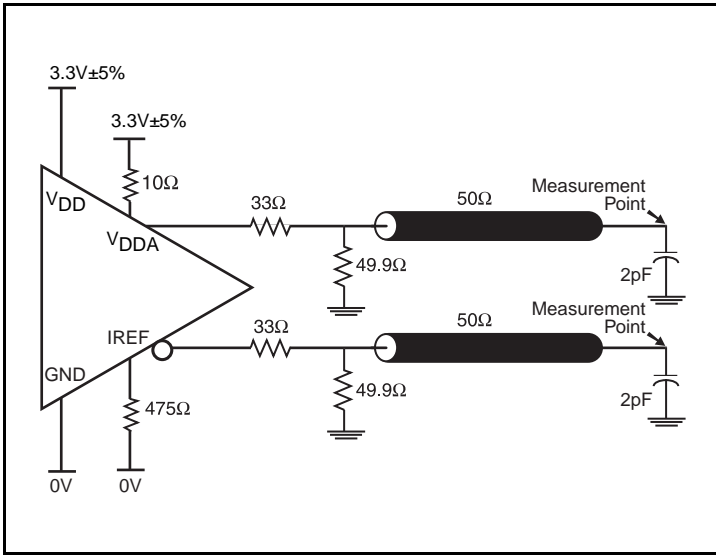 3.3V±5%
3.3V±5%
10Ω
VDD
VDDA
33Ω
50Ω
Measurement
Point
49.9Ω
2pF
IREF
33Ω
50Ω
Measurement
Point
GND
475Ω
49.9Ω
2pF
0V
0V